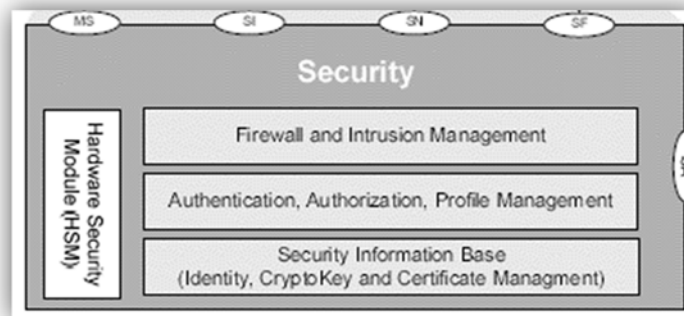 MS
SI
SN
SF
Security
Hardware Security
Module (HSM)
Firewall and Intrusion Management
Authentication, Authorization, Profile Management
Security Information Base
(Identity, CryptoKey and Certificate Managment)